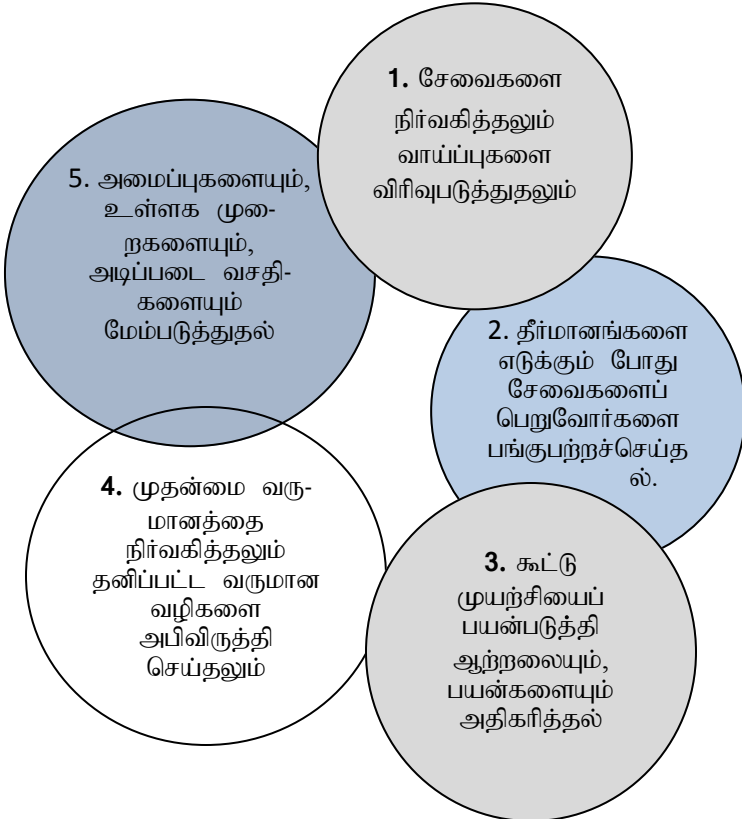 1. சேவைகளை
நிர்வகித்தலும்
வாய்ப்புகளை
விரிவுபடுத்துதலும்
2. தீர்மானங்களை
எடுக்கும் போது
சேவைகளைப்
பெறுவோர்களை
பங்குபற்றச்செய்த
ல்.
3. கூட்டு
முயற்சியைப்
பயன்படுத்தி
ஆற்றலையும்,
பயன்களையும்
அதிகரித்தல்
4. முதன்மை வரு-
மானத்தை
நிர்வகித்தலும்
தனிப்பட்ட வருமான
வழிகளை
அபிவிருத்தி
செய்தலும்
5. அமைப்புகளையும்,
உள்ளக முறை-
றகளையும்,
அடிப்படை வசதி-
களையும்
மேம்படுத்துதல்